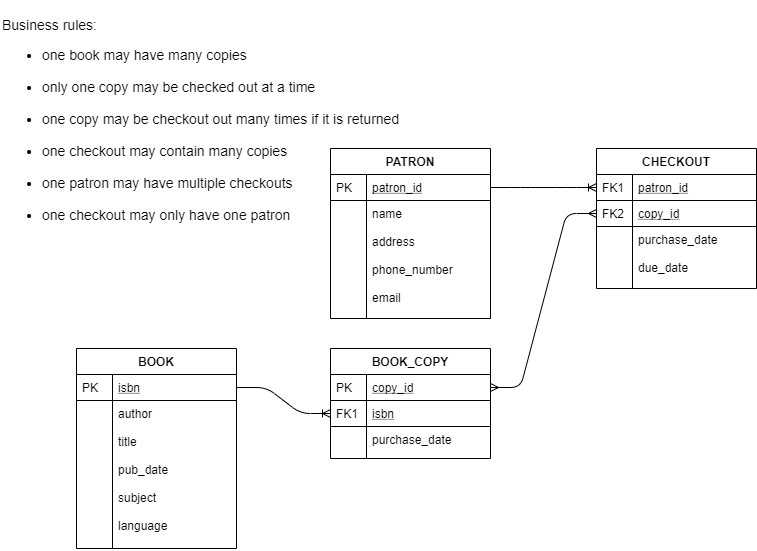 Business rules:
• one book may have many copies
• only one copy may be checked out at a time
• one copy may be checkout out many times if it is returned
• one checkout may contain many copies
• one patron may have multiple checkouts
• one checkout may only have one patron
PATRON
PK patron_id
name
address
phone_number
email
CHECKOUT
FK1 patron_id
FK2 copy_id
purchase_date
due_date
BOOK
PK isbn
author
title
pub_date
subject
language
BOOK_COPY
PK copy_id
FK1 isbn
purchase_date